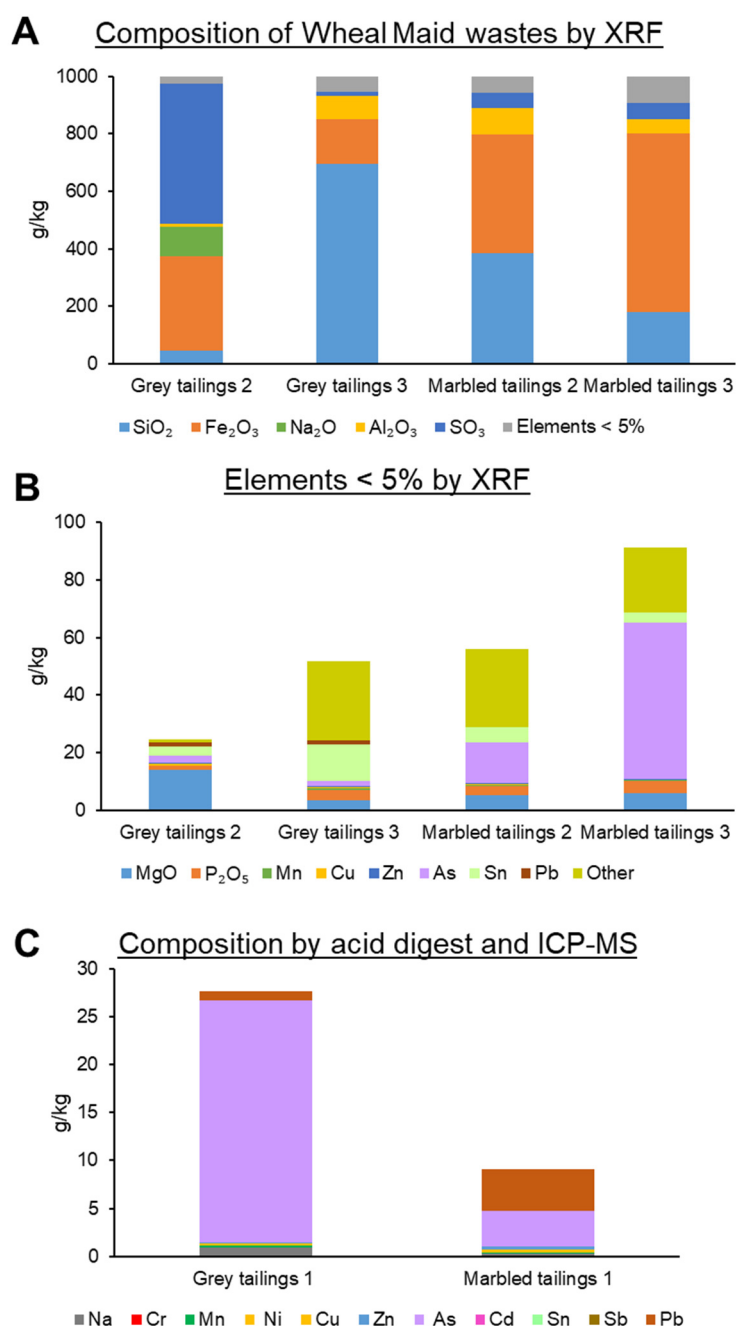 A Composition of Wheal Maid wastes by XRF
1000
800
600
400
200
0
g/kg
Grey tailings 2 Grey tailings 3 Marbled tailings 2 Marbled tailings 3
SiO₂ Fe₂O₃ Na₂O Al₂O₃ SO₃ Elements < 5%
B Elements < 5% by XRF
100
80
60
40
20
0
g/kg
Grey tailings 2 Grey tailings 3 Marbled tailings 2 Marbled tailings 3
MgO P₂O₅ Mn Cu Zn As Sn Pb Other
C Composition by acid digest and ICP-MS
30
25
20
15
10
5
0
g/kg
Grey tailings 1 Marbled tailings 1
Na Cr Mn Ni Cu Zn As Cd Sn Sb Pb